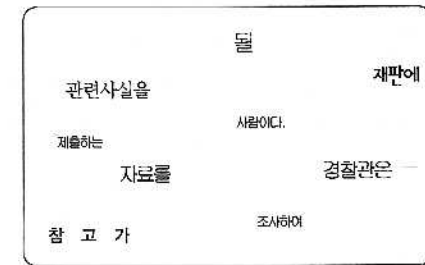 될
재판에
관련사실을
사람이다.
제출하는
자료를
경찰관은
조사하여
참 고 가